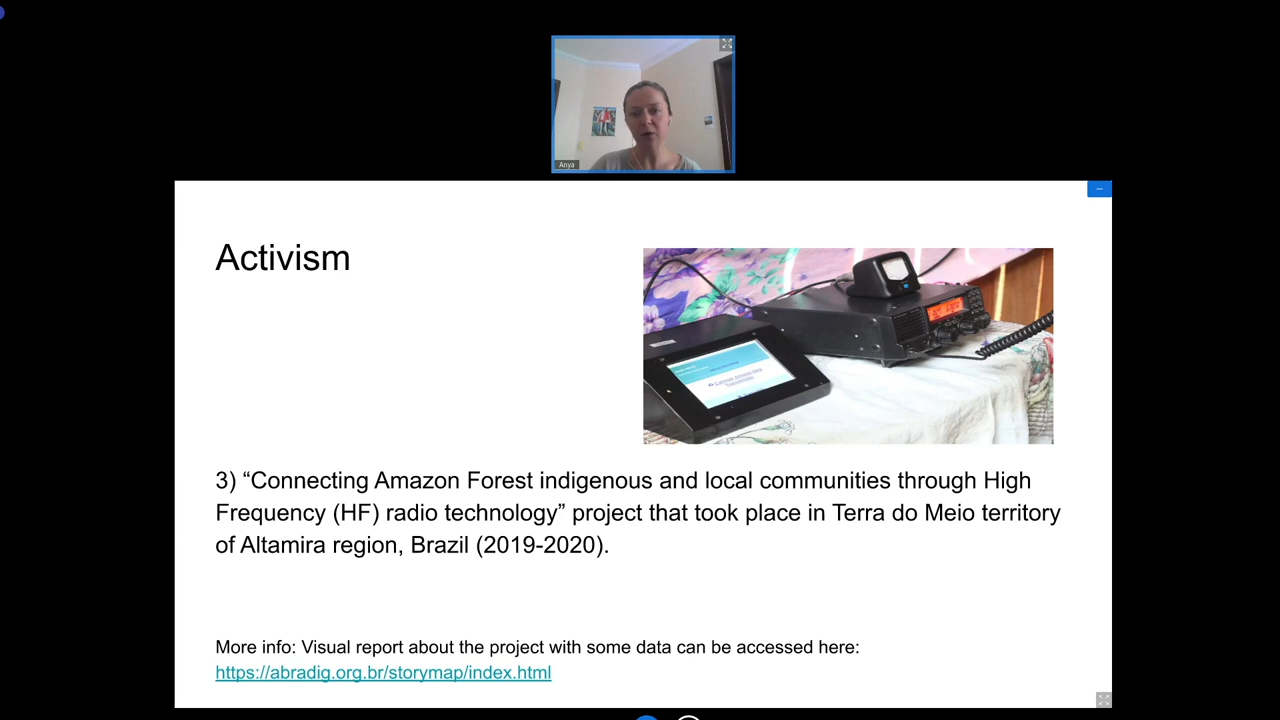 Anya
Activism
3) “Connecting Amazon Forest indigenous and local communities through High
Frequency (HF) radio technology” project that took place in Terra do Meio territory
of Altamira region, Brazil (2019-2020).
More info: Visual report about the project with some data can be accessed here:
https://abradig.org.br/storymap/index.html